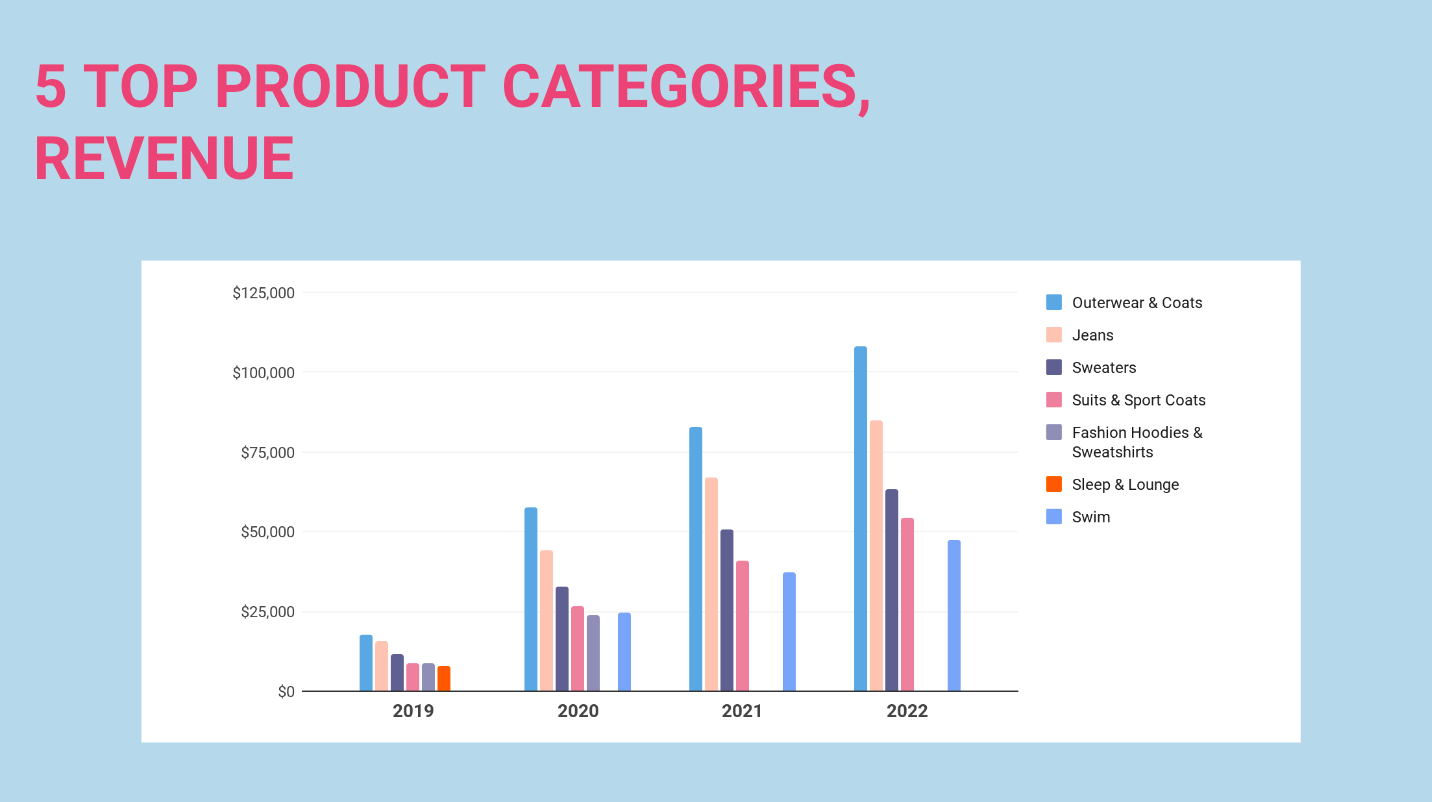 5 TOP PRODUCT CATEGORIES,
REVENUE
$125,000
$100,000
$75,000
$50,000
$25,000
$0
2019
2020
2021
2022
Outerwear & Coats
Jeans
Sweaters
Suits & Sport Coats
Fashion Hoodies &
Sweatshirts
Sleep & Lounge
Swim